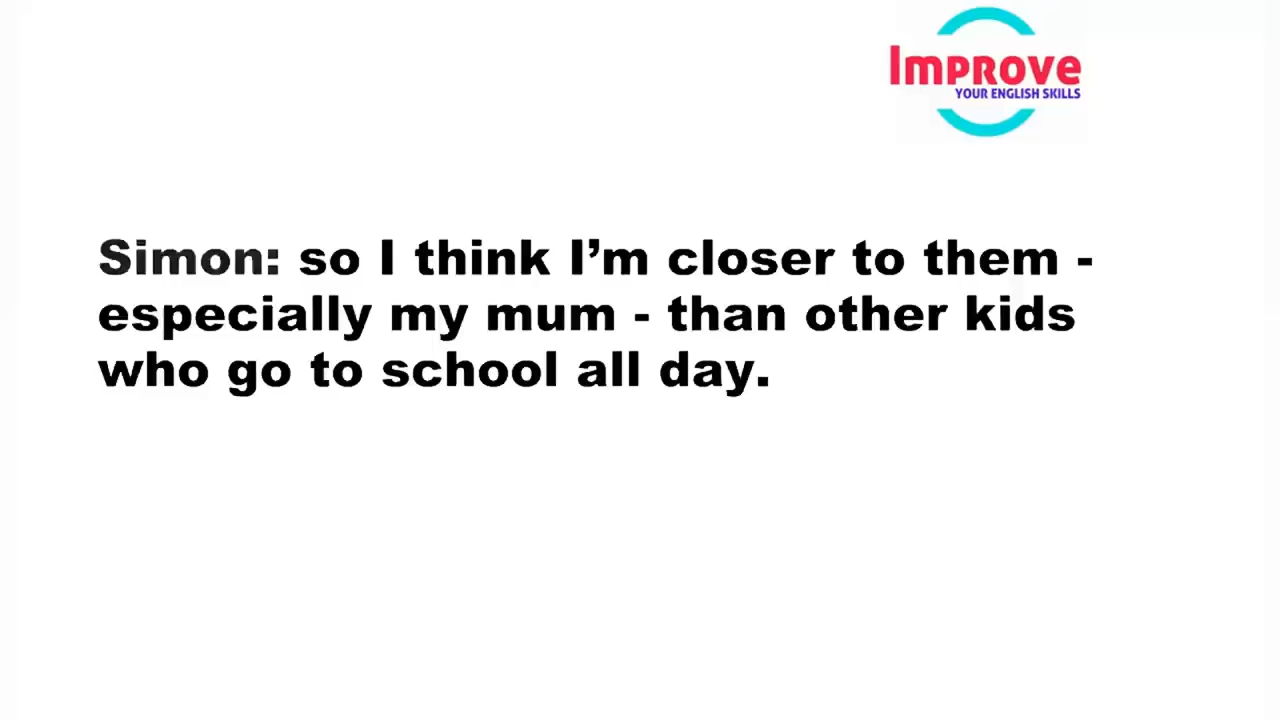 Improve
YOUR ENGLISH SKILLS
Simon: so I think I’m closer to them -
especially my mum - than other kids
who go to school all day.